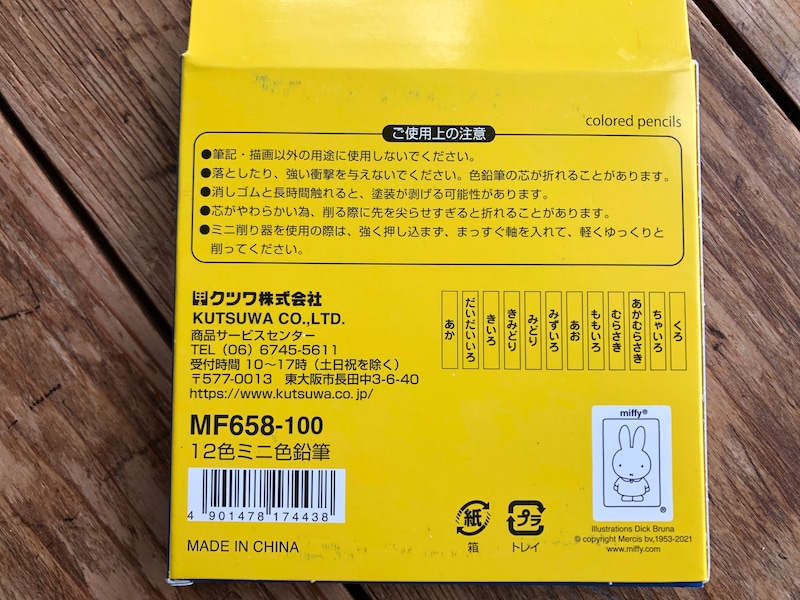 colored pencils
ご使用上の注意
●筆記・描画以外の用途に使用しないでください。
●落としたり、強い衝撃を与えないでください。色鉛筆の芯が折れることがあります。
●消しゴムと長時間触れると、塗装が剥げる可能性があります。
●芯がやわらかい為、削る際に先を尖らせすぎると折れることがあります。
●ミニ削り器を使用の際は、強く押し込まず、まっすぐ軸を入れて、軽くゆっくりと
削ってください。
クツワ株式会社
KUTSUWA CO.,LTD.
商品サービスセンター
TEL (06) 6745-5611
受付時間 10〜17時(土日祝を除く)
〒577-0013 東大阪市長田中3-6-40
https://www.kutsuwa.co.jp/
あか
だいだいいろ
きいろ
きみどり
みどり
みずいろ
あお
ももいろ
むらさき
あかむらさき
ちゃいろ
くろ
MF658-100
12色ミニ色鉛筆
4 901478 174438
MADE IN CHINA
紙
箱
プラ
トレイ
miffy®
®
Illustrations Dick Bruna
© copyright Mercis bv,1953-2021
www.miffy.com